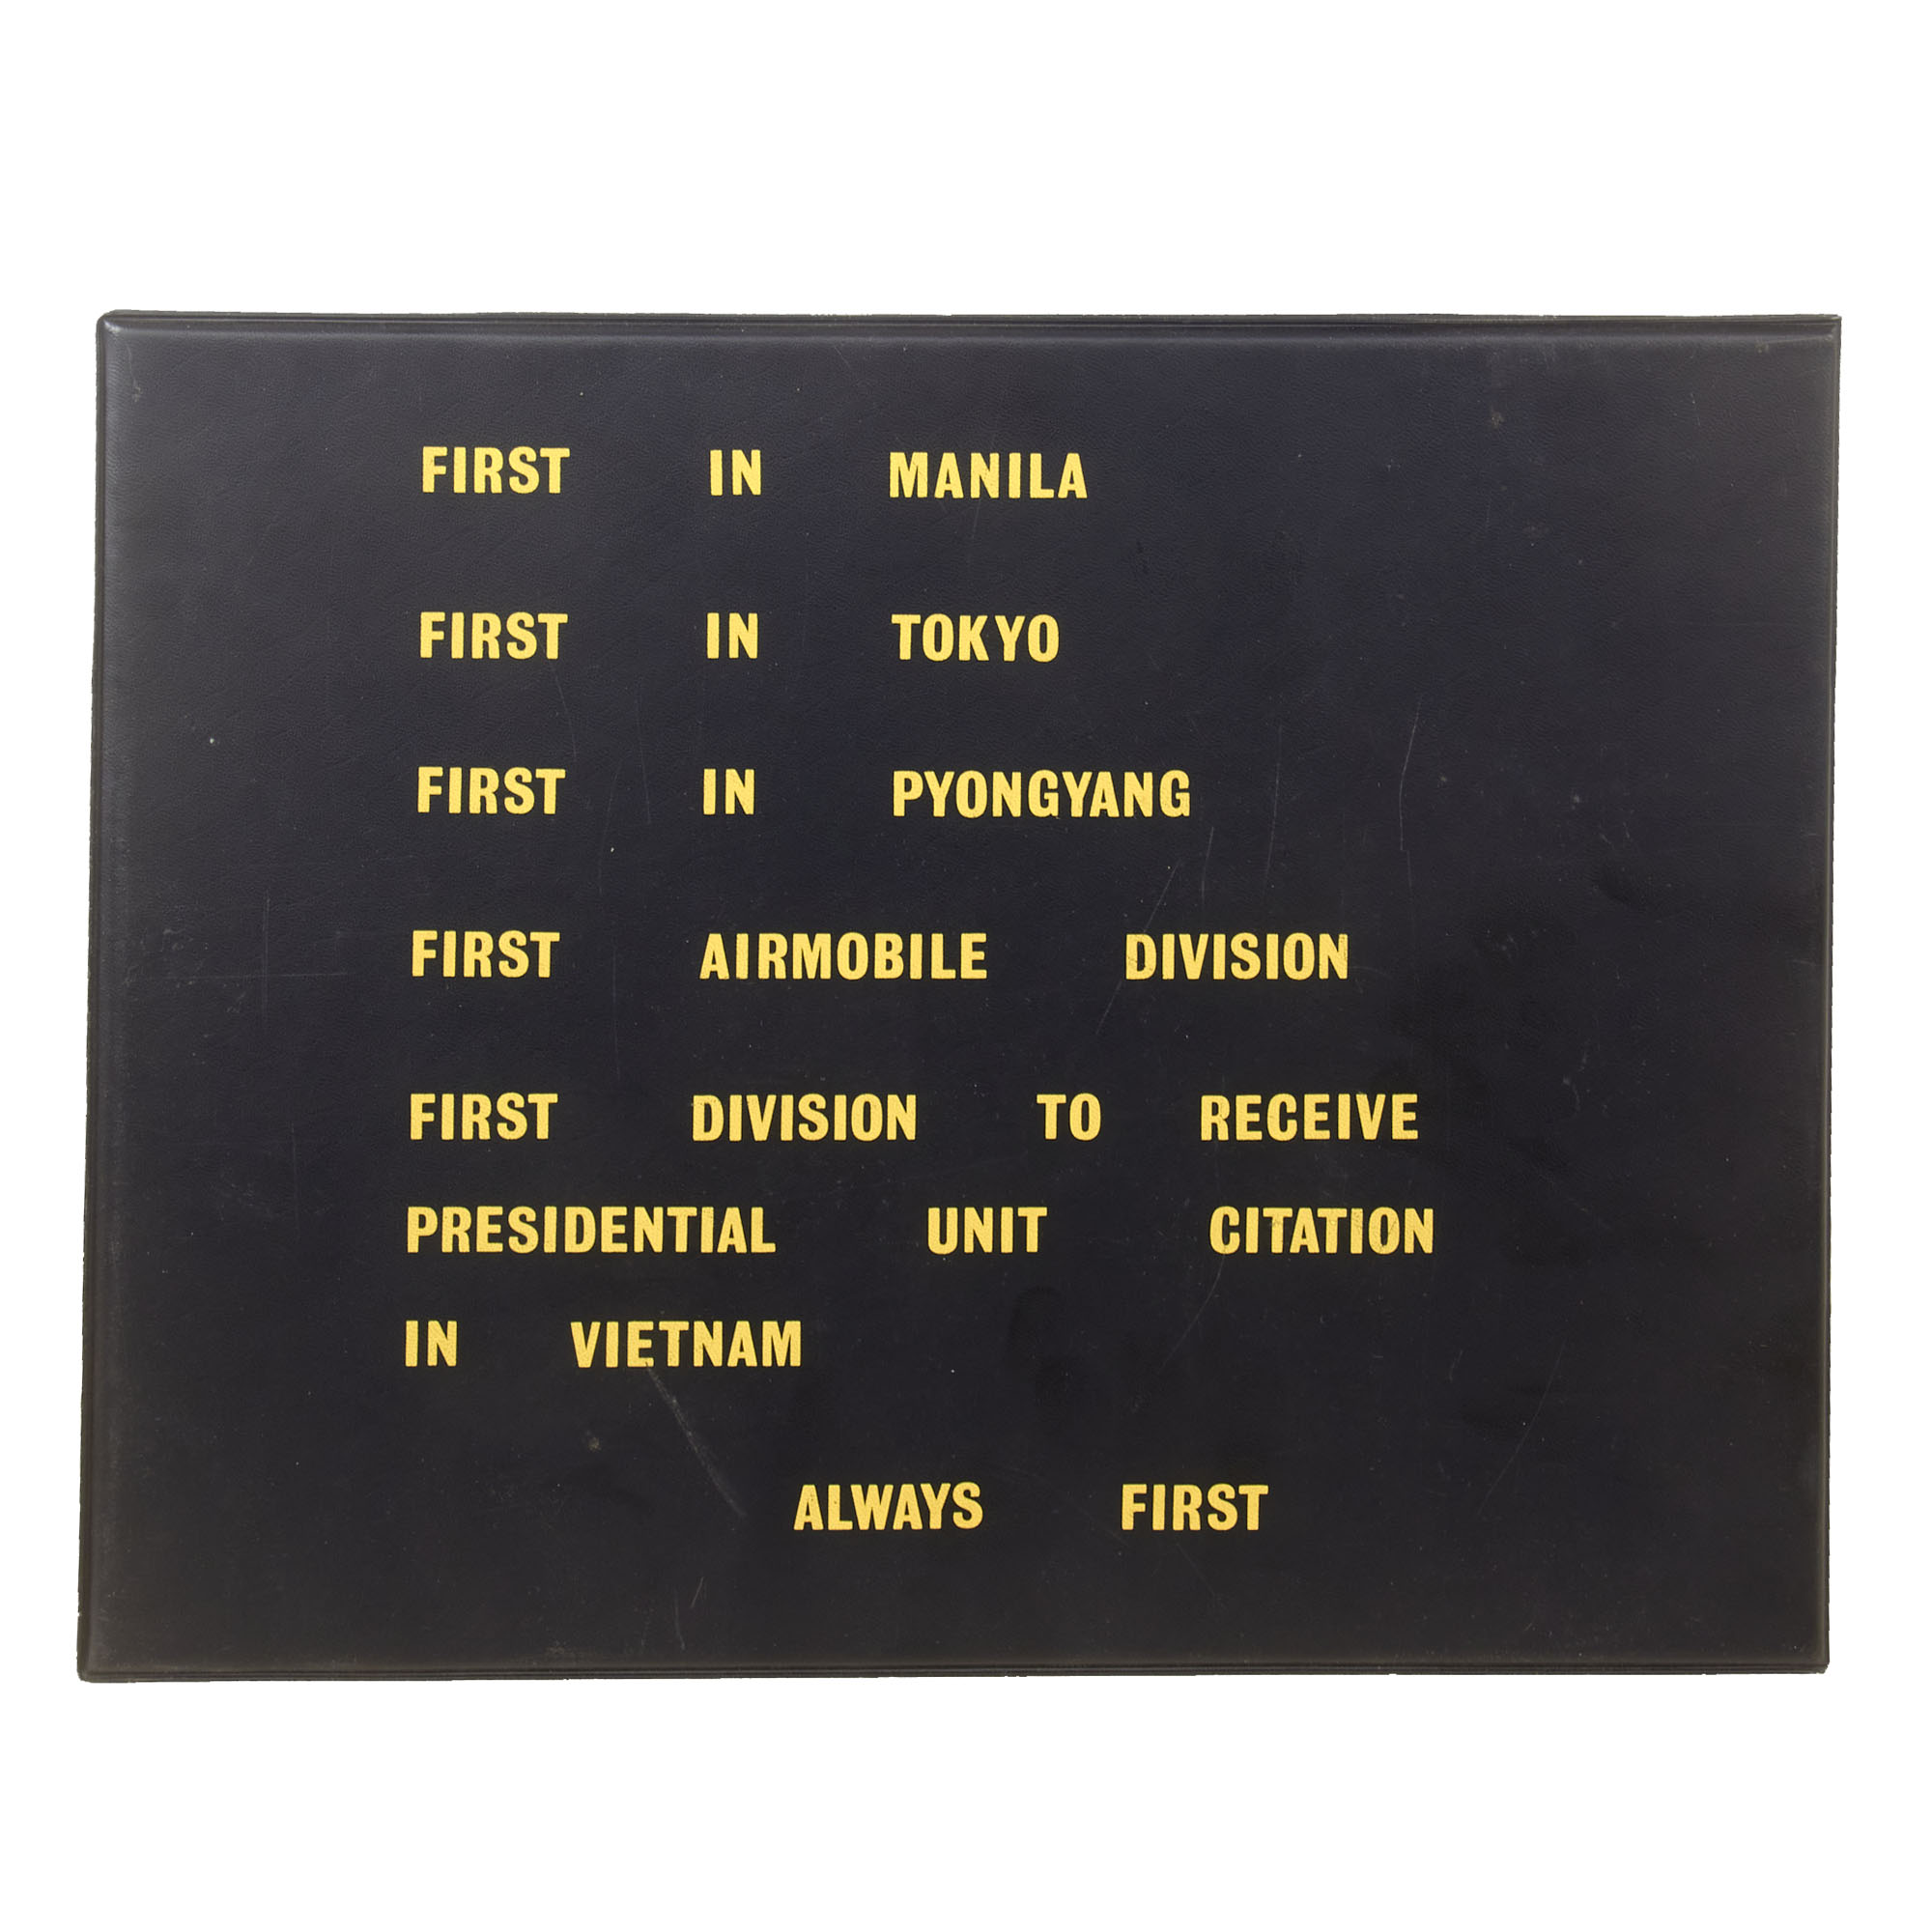 FIRST IN MANILA
FIRST IN TOKYO
FIRST IN PYONGYANG
FIRST AIRMOBILE DIVISION
FIRST DIVISION TO RECEIVE
PRESIDENTIAL UNIT CITATION
IN VIETNAM
ALWAYS FIRST